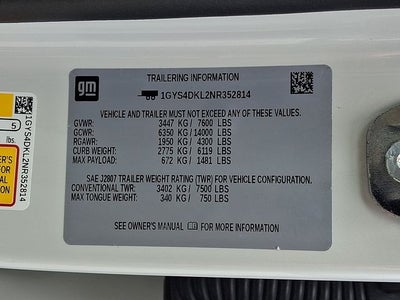 gm
TRAILERING INFORMATION
1GYS4DKL2NR352814
VEHICLE AND TRAILER MUST NOT EXCEED ANY OF THESE VALUES.
GVWR: 3447 KG / 7600 LBS
GCWR: 6350 KG / 14000 LBS
RGAWR: 1950 KG / 4300 LBS
CURB WEIGHT: 2775 KG / 6119 LBS
MAX PAYLOAD: 672 KG / 1481 LBS
SAE J2807 TRAILER WEIGHT RATING (TWR) FOR VEHICLE CONFIGURATION.
CONVENTIONAL TWR: 3402 KG / 7500 LBS
MAX TONGUE WEIGHT: 340 KG / 750 LBS
SEE OWNER'S MANUAL FOR MORE INFORMATION
1GYS4DKL2NR352814
5
lbs.